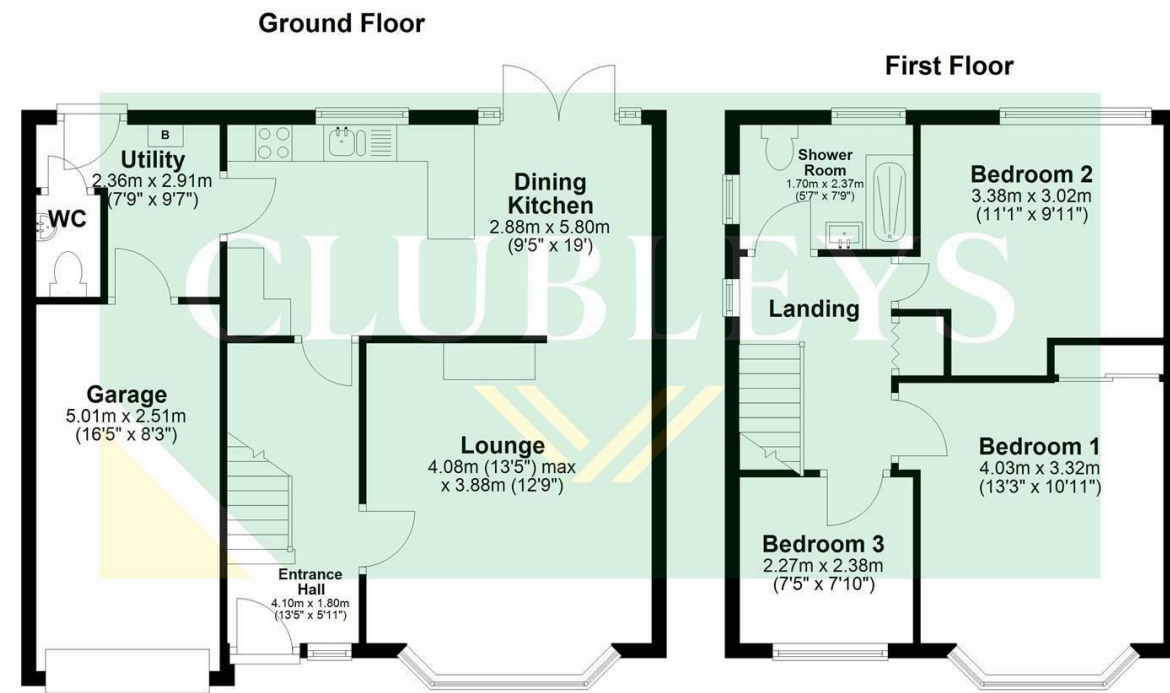 Ground Floor
B
Utility
2.36m x 2.91m
(7'9" x 9'7")
WC
Dining
Kitchen
2.88m x 5.80m
(9'5" x 19')
Garage
5.01m x 2.51m
(16'5" x 8'3")
Lounge
4.08m (13'5") max
x 3.88m (12'9")
Entrance
Hall
4.10m x 1.80m
(13'5" x 5'11")
First Floor
Shower
Room
1.70m x 2.37m
(5'7" x 7'9")
Bedroom 2
3.38m x 3.02m
(11'1" x 9'11")
Landing
Bedroom 1
4.03m x 3.32m
(13'3" x 10'11")
Bedroom 3
2.27m x 2.38m
(7'5" x 7'10")
CLUBLEYS